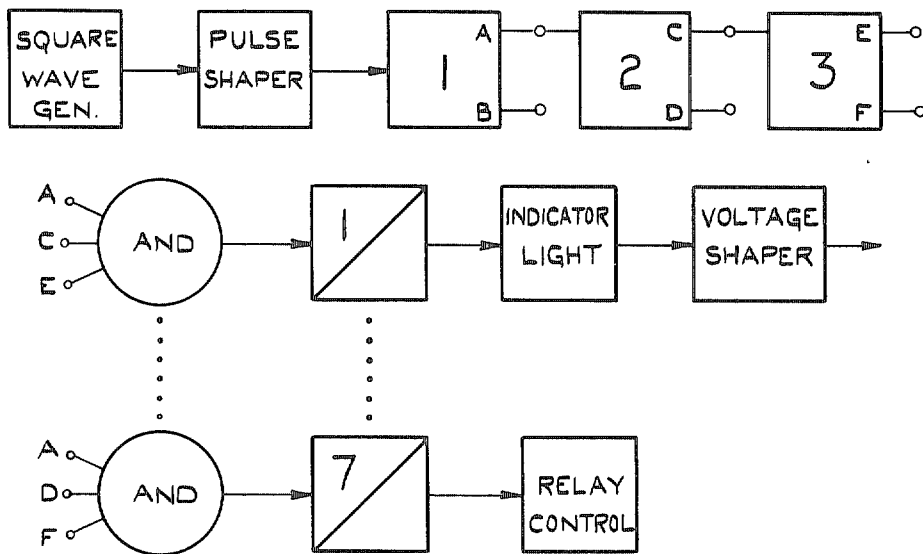 SQUARE
WAVE
GEN.
PULSE
SHAPER
1
A
B
2
C
D
3
E
F
A
C
E
AND
1
INDICATOR
LIGHT
VOLTAGE
SHAPER
A
D
F
AND
7
RELAY
CONTROL